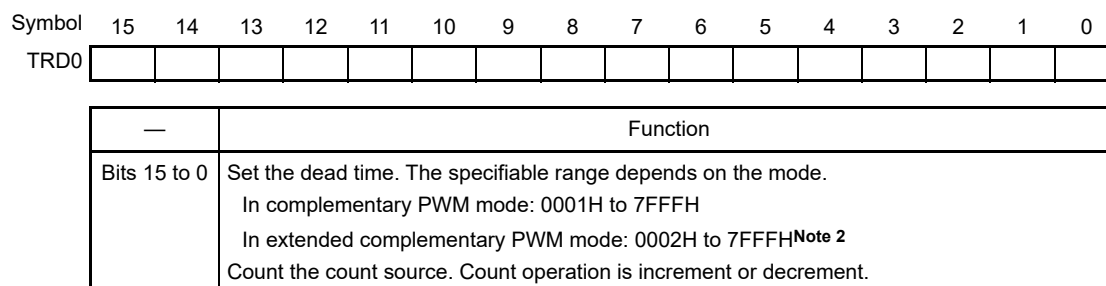 Symbol 15 14 13 12 11 10 9 8 7 6 5 4 3 2 1 0
TRD0
— Function
Bits 15 to 0 Set the dead time. The specifiable range depends on the mode.
In complementary PWM mode: 0001H to 7FFFH
In extended complementary PWM mode: 0002H to 7FFFHNote 2
Count the count source. Count operation is increment or decrement.